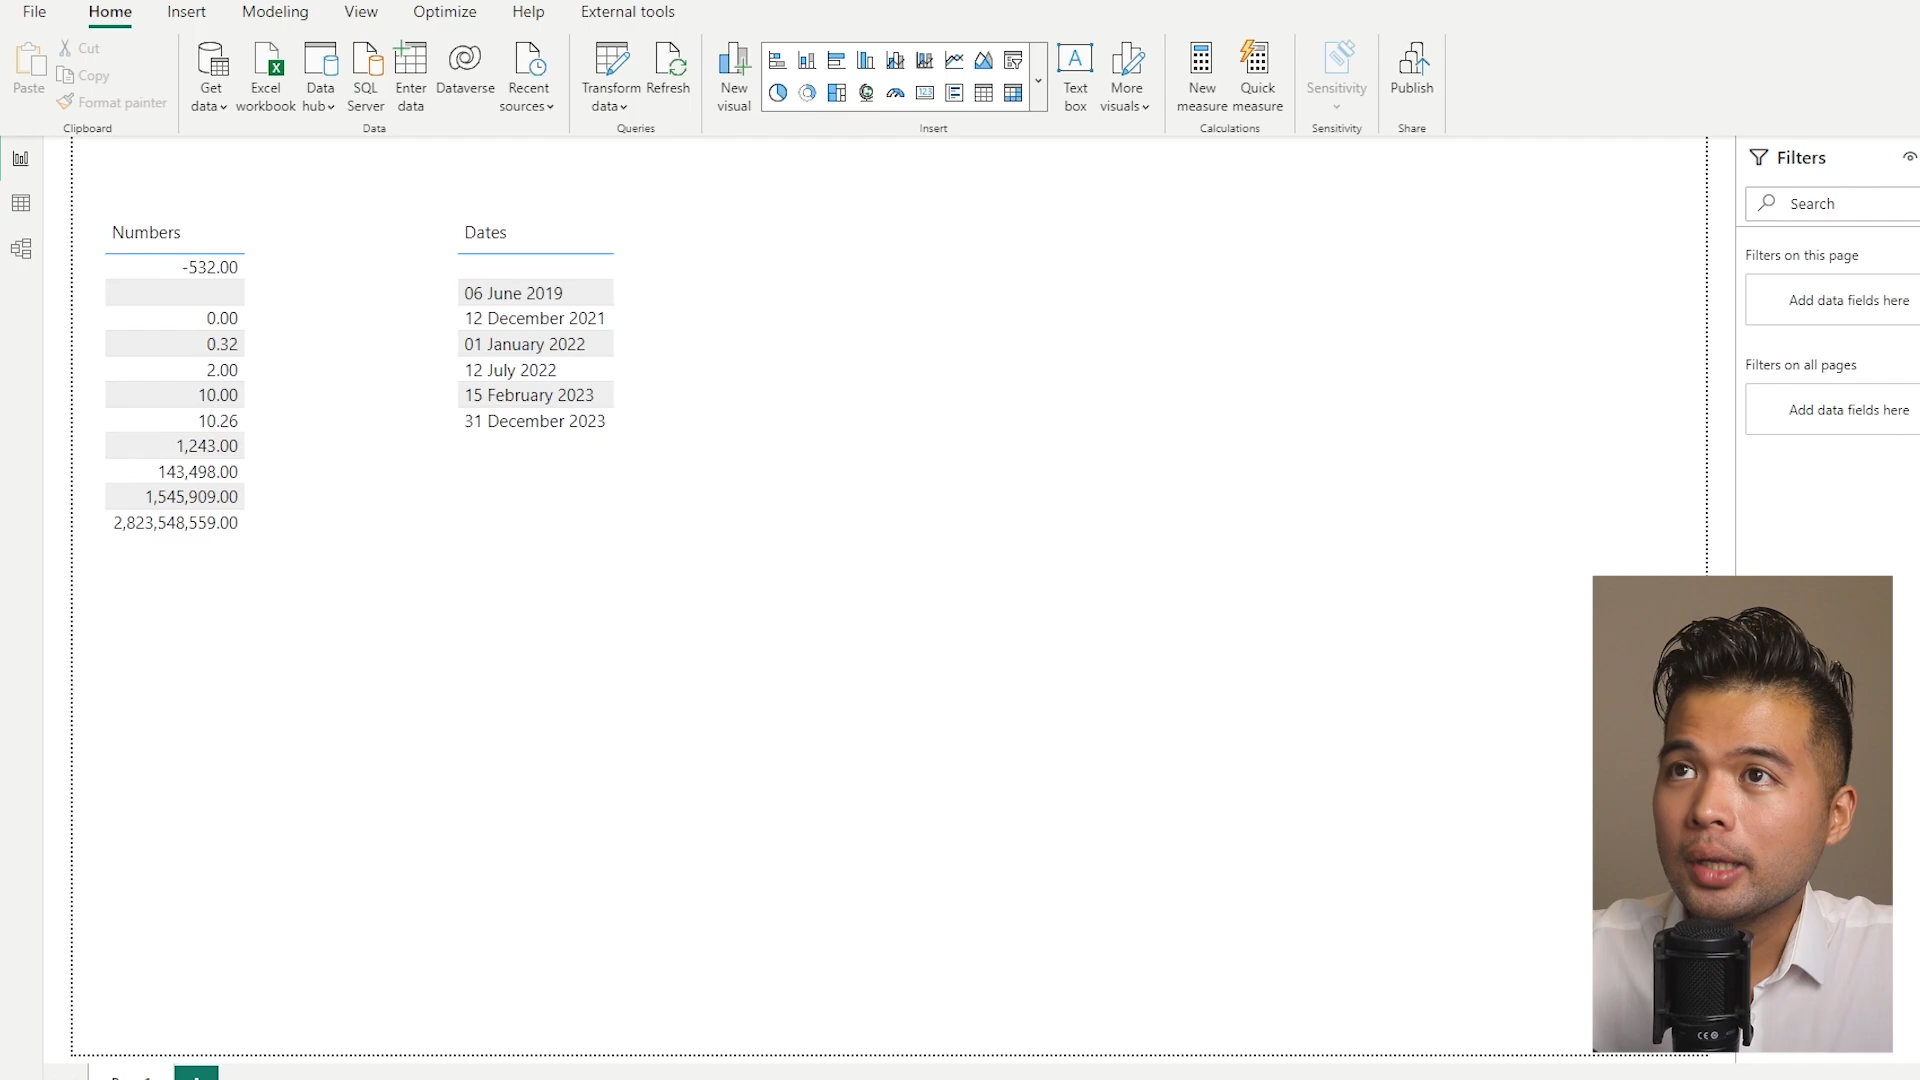 File Home Insert Modeling View Optimize Help External tools
Paste
Cut
Copy
Format painter
Clipboard
Get data
Excel workbook
Data hub
SQL Server
Enter data
Dataverse
Recent sources
Data
Transform data
Refresh
Queries
New visual
123
A
Text box
More visuals
Insert
New measure
Quick measure
Calculations
Sensitivity
Sensitivity
Publish
Share
Numbers
-532.00
0.00
0.32
2.00
10.00
10.26
1,243.00
143,498.00
1,545,909.00
2,823,548,559.00
Dates
06 June 2019
12 December 2021
01 January 2022
12 July 2022
15 February 2023
31 December 2023
Filters
Search
Filters on this page
Add data fields here
Filters on all pages
Add data fields here